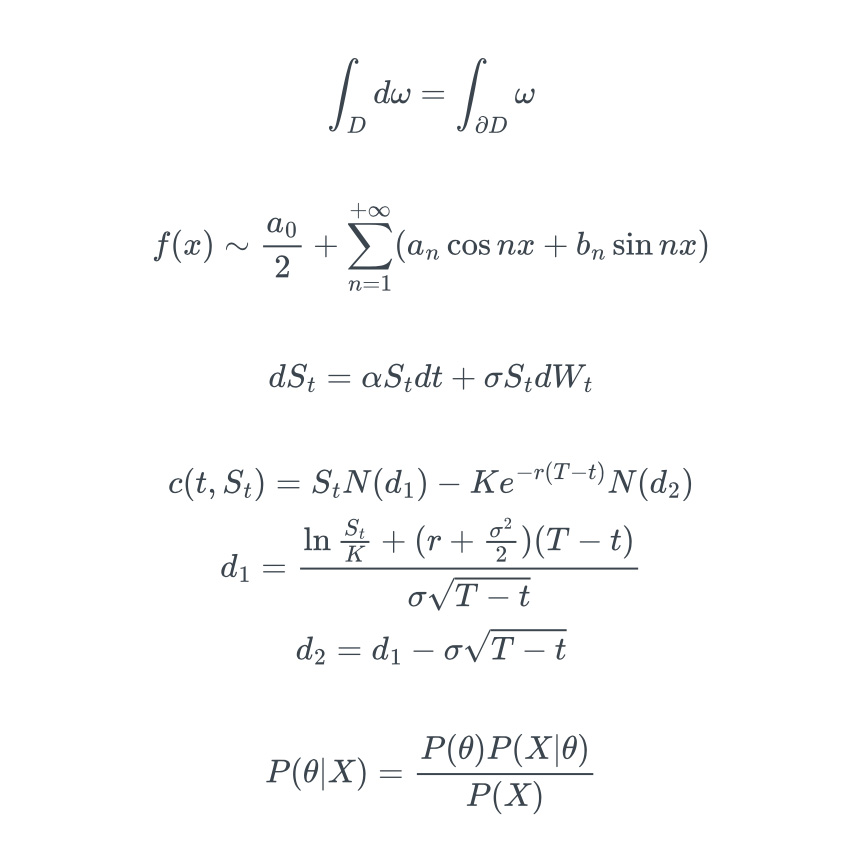 \int_D d\omega = \int_{\partial D} \omega
f(x) \sim \frac{a_0}{2} + \sum_{n=1}^{+\infty} (a_n \cos nx + b_n \sin nx)
dS_t = \alpha S_t dt + \sigma S_t dW_t
c(t, S_t) = S_t N(d_1) - K e^{-r(T-t)} N(d_2)
d_1 = \frac{\ln \frac{S_t}{K} + (r + \frac{\sigma^2}{2})(T - t)}{\sigma \sqrt{T - t}}
d_2 = d_1 - \sigma \sqrt{T - t}
P(\theta | X) = \frac{P(\theta) P(X | \theta)}{P(X)}